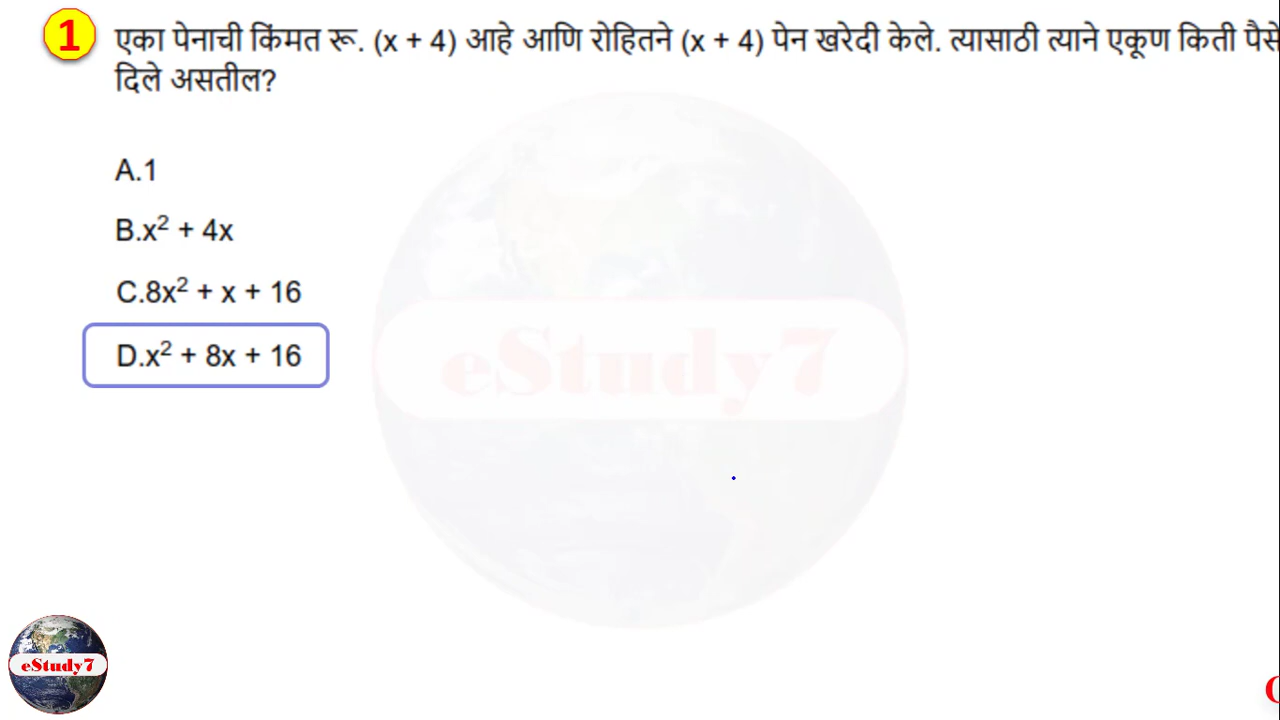 1
एका पेनाची किंमत रू. (x + 4) आहे आणि रोहितने (x + 4) पेन खरेदी केले. त्यासाठी त्याने एकूण किती पैसे
दिले असतील?
A.1
B.x² + 4x
C.8x² + x + 16
D.x² + 8x + 16
eStudy7
eStudy7